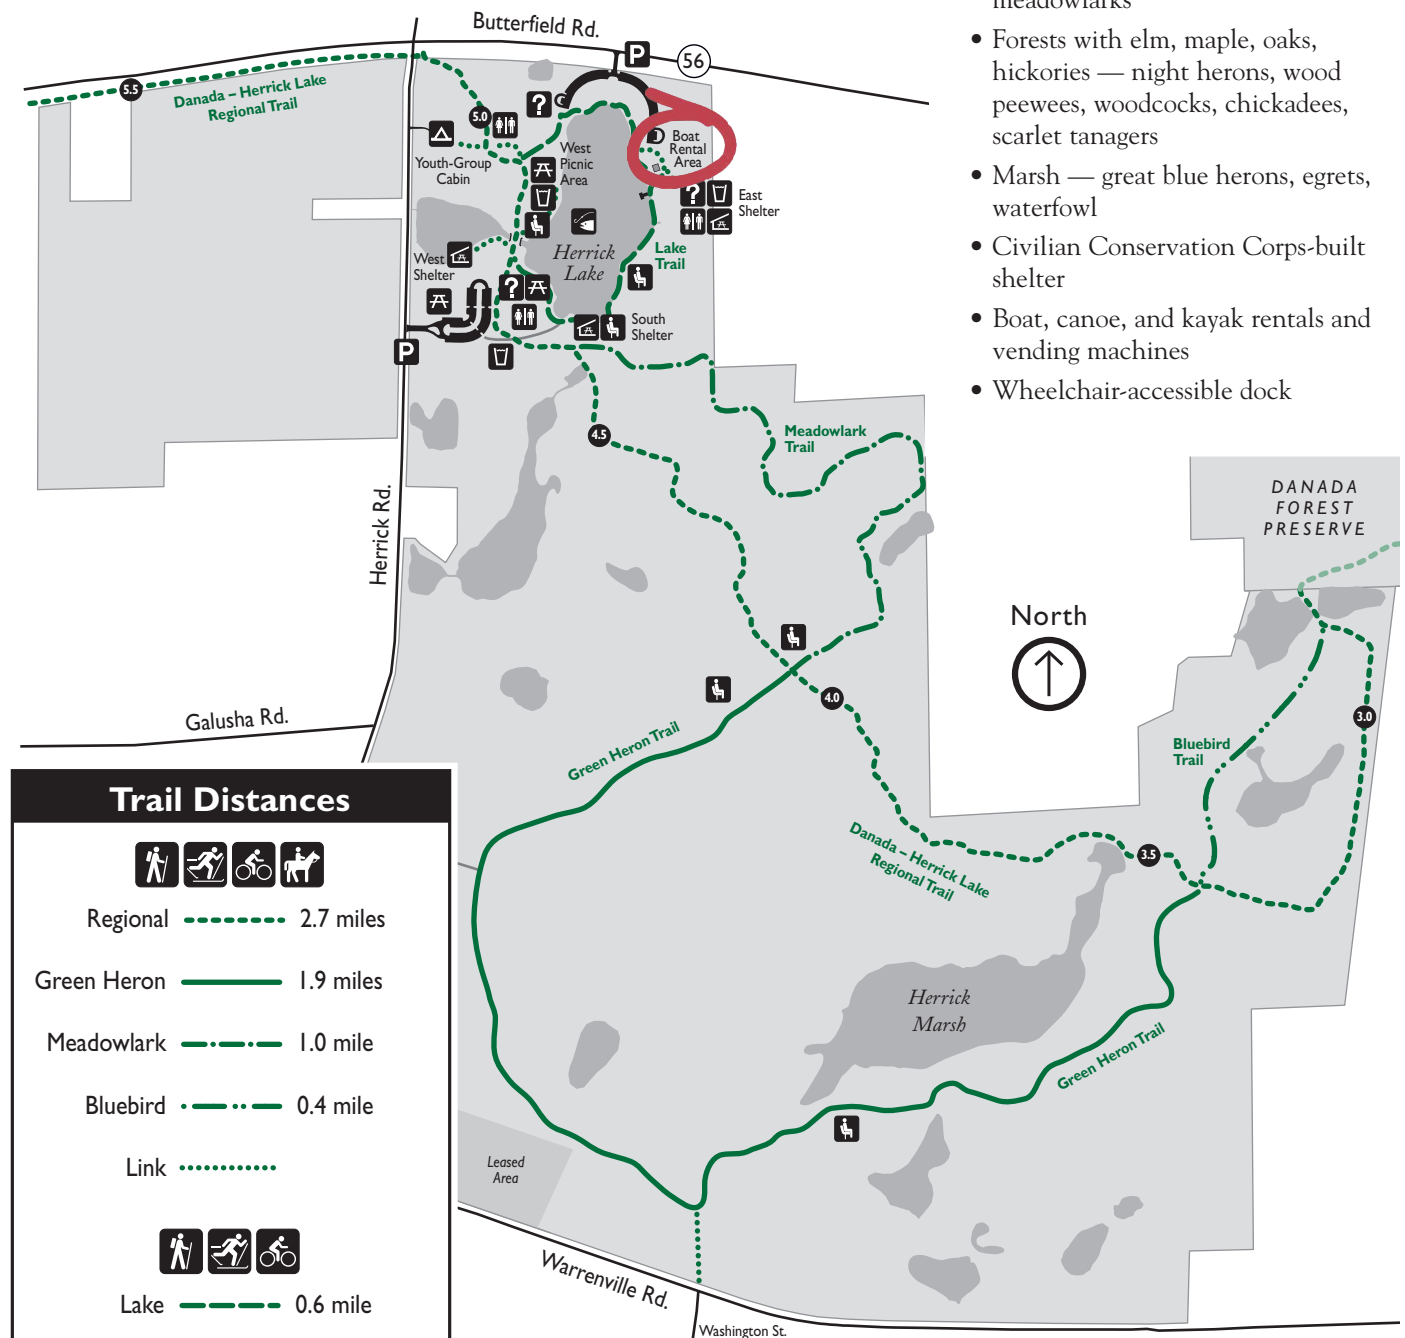 meadowlarks
• Forests with elm, maple, oaks,
hickories — night herons, wood
peewees, woodcocks, chickadees,
scarlet tanagers
• Marsh — great blue herons, egrets,
waterfowl
• Civilian Conservation Corps-built
shelter
• Boat, canoe, and kayak rentals and
vending machines
• Wheelchair-accessible dock
Butterfield Rd.
P
56
5.5
Danada – Herrick Lake
Regional Trail
5.0
?
Youth-Group
Cabin
West
Picnic
Area
Boat
Rental
Area
?
East
Shelter
Herrick
Lake
Lake
Trail
West
Shelter
?
South
Shelter
P
4.5
Meadowlark
Trail
Herrick Rd.
DANADA
FOREST
PRESERVE
North
4.0
3.0
Galusha Rd.
Green Heron Trail
Bluebird
Trail
Danada – Herrick Lake
Regional Trail
3.5
Herrick
Marsh
Green Heron Trail
Leased
Area
Warrenville Rd.
Washington St.
Trail Distances
Regional 2.7 miles
Green Heron 1.9 miles
Meadowlark 1.0 mile
Bluebird 0.4 mile
Link
Lake 0.6 mile